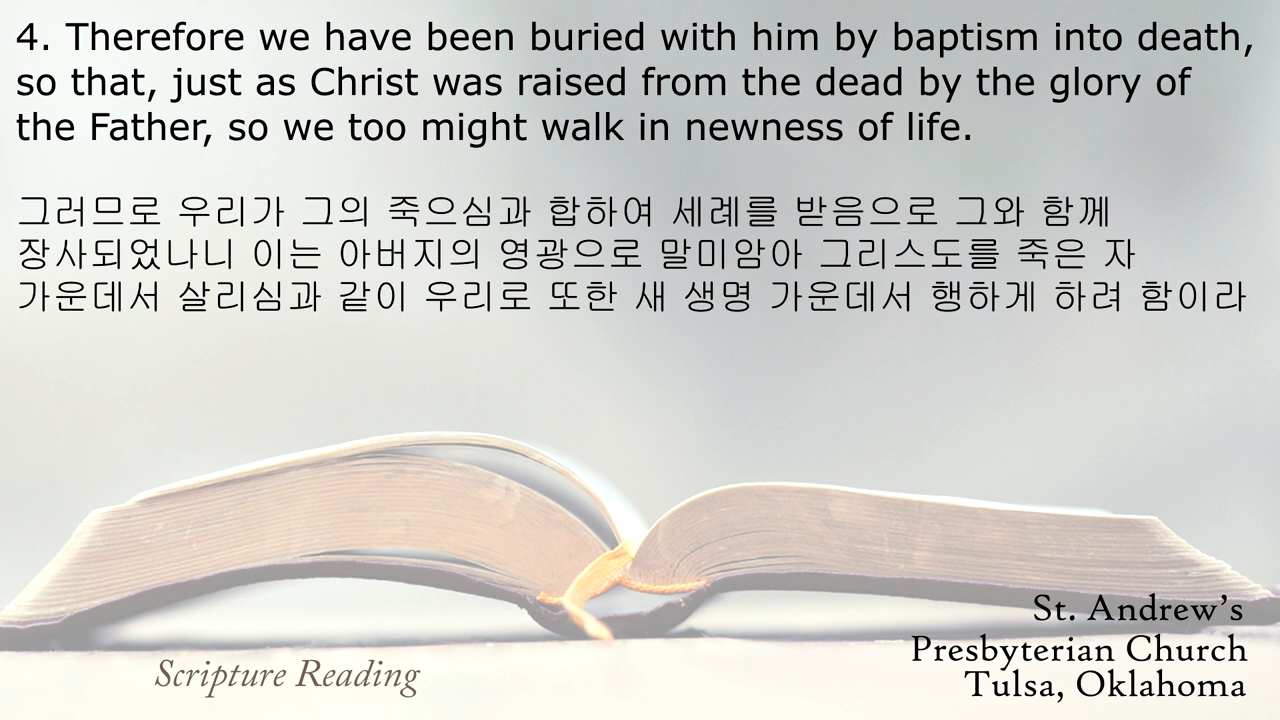 4. Therefore we have been buried with him by baptism into death,
so that, just as Christ was raised from the dead by the glory of
the Father, so we too might walk in newness of life.
그러므로 우리가 그의 죽으심과 합하여 세례를 받음으로 그와 함께
장사되었나니 이는 아버지의 영광으로 말미암아 그리스도를 죽은 자
가운데서 살리심과 같이 우리로 또한 새 생명 가운데서 행하게 하려 함이라
St. Andrew’s
Presbyterian Church
Tulsa, Oklahoma
Scripture Reading